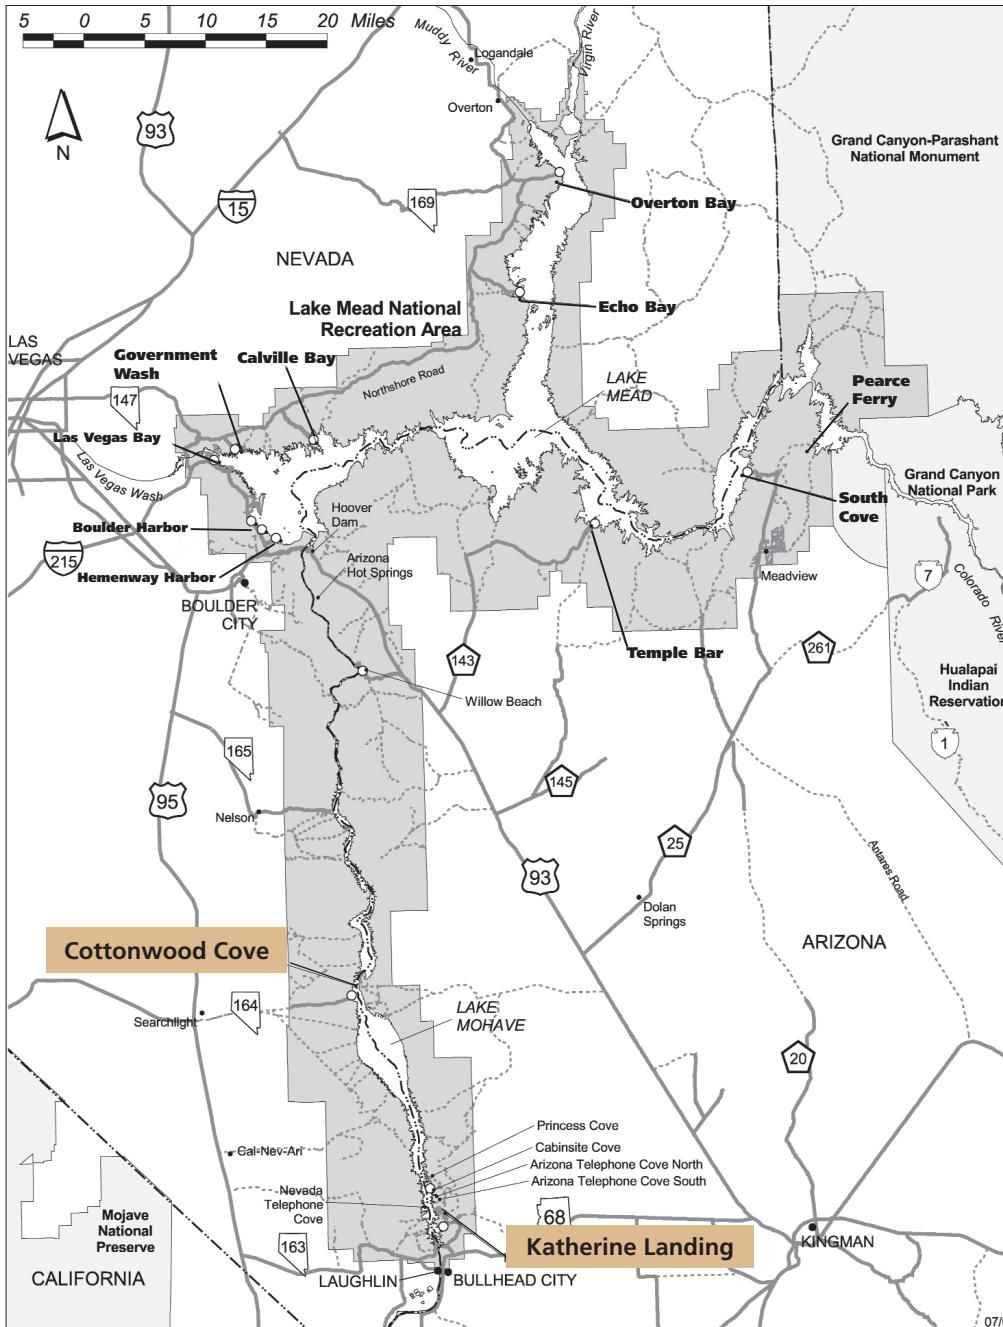 5 0 5 10 15 20 Miles
Muddy River
Logandale
Virgin River
Overton
93
N
Grand Canyon-Parashant
National Monument
15
169
Overton Bay
NEVADA
Lake Mead National
Recreation Area
Echo Bay
LAS
VEGAS
Government
Wash
Calville Bay
Northshore Road
LAKE
MEAD
Pearce
Ferry
147
Las Vegas Bay
Las Vegas Wash
Grand Canyon
National Park
South
Cove
Hoover
Dam
Boulder Harbor
215
Hemenway Harbor
Arizona
Hot Springs
Meadview
7
Colorado River
BOULDER
CITY
143
Temple Bar
261
Hualapai
Indian
Reservation
Willow Beach
1
165
145
95
Nelson
25
93
Antares Road
Dolan
Springs
Cottonwood Cove
ARIZONA
164
Searchlight
LAKE
MOHAVE
20
Princess Cove
Cabinsite Cove
Arizona Telephone Cove North
Arizona Telephone Cove South
Cal-Nev-Ari
Nevada
Telephone
Cove
68
Mojave
National
Preserve
163
Katherine Landing
KINGMAN
CALIFORNIA
LAUGHLIN
BULLHEAD CITY
07/